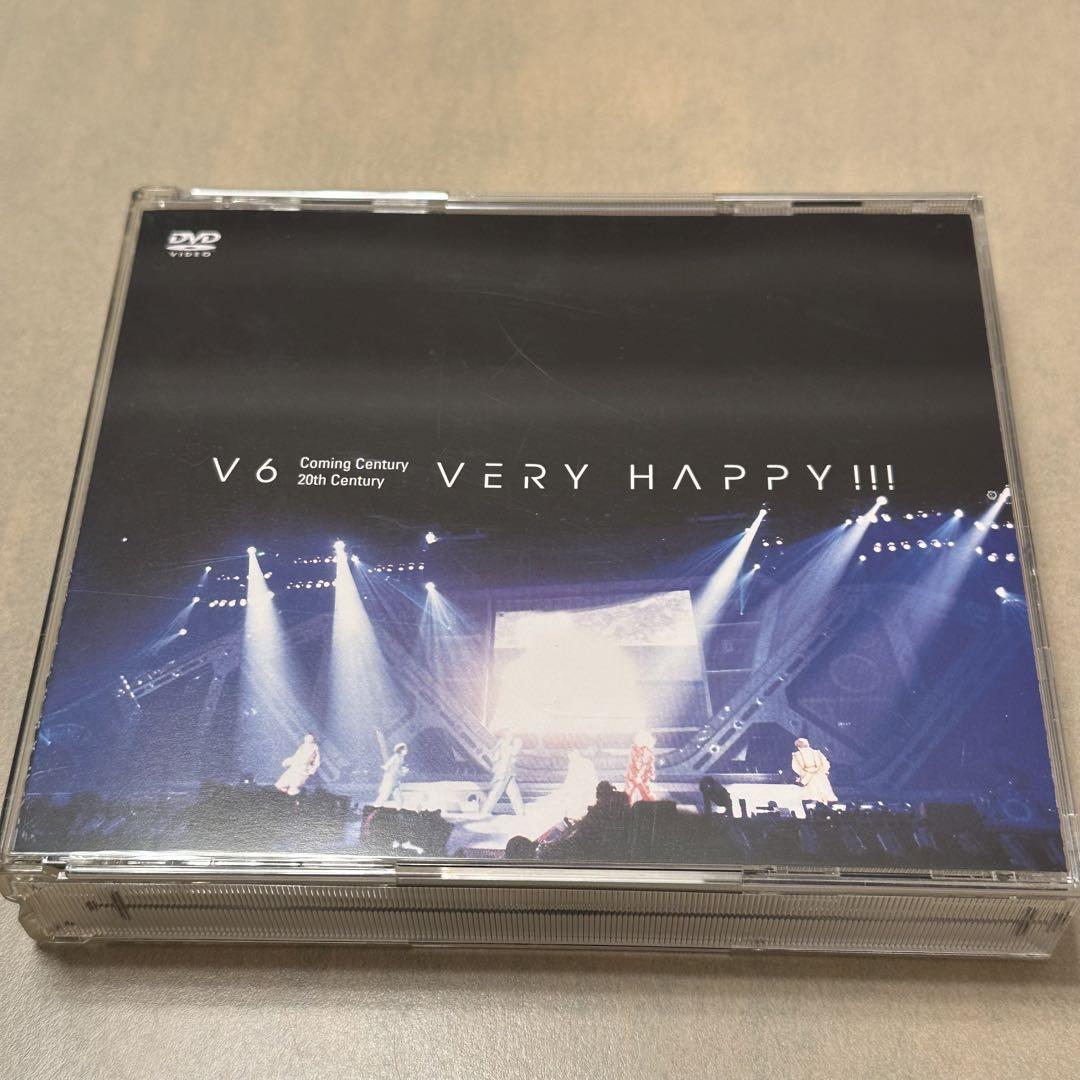 DVD
VIDEO
V6 Coming Century
20th Century VERY HAPPY!!!